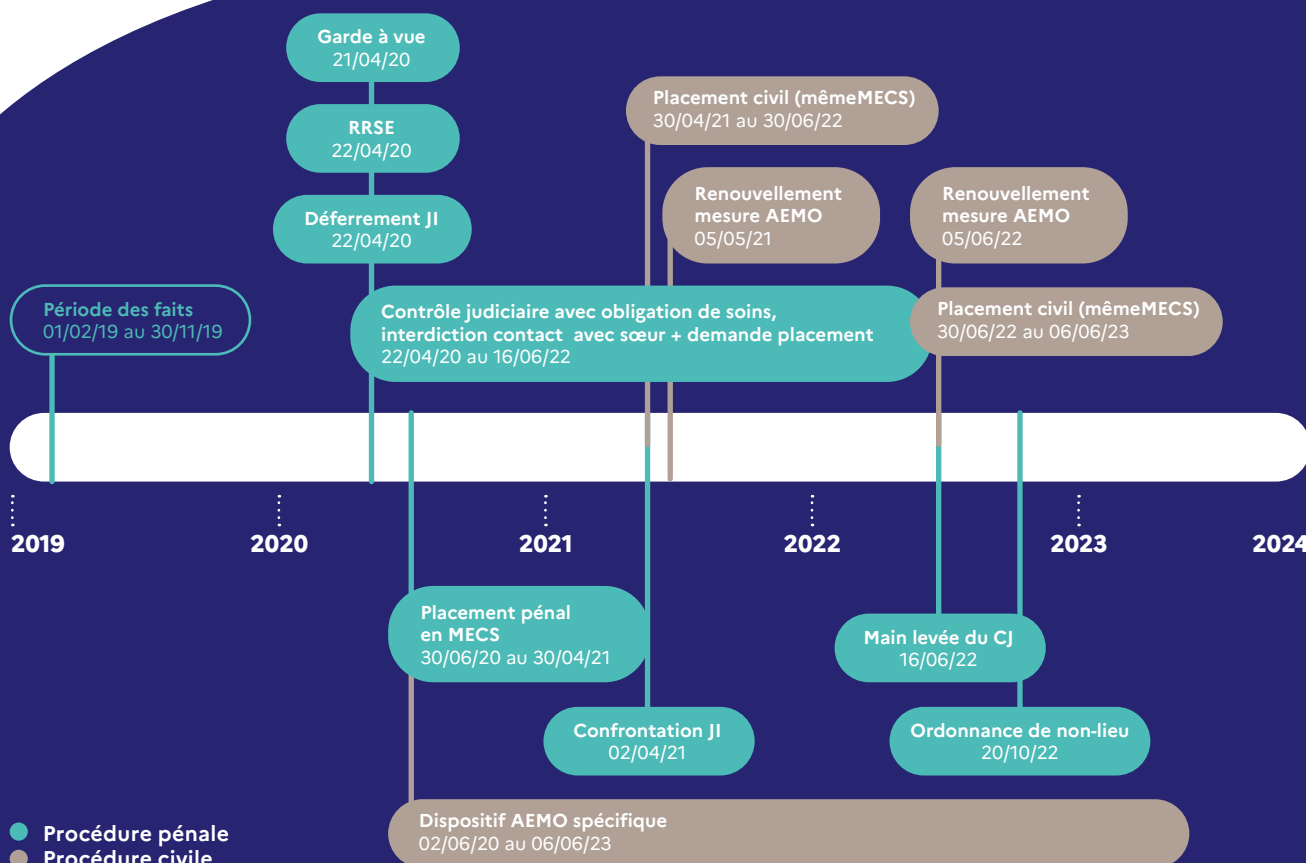 Garde à vue
21/04/20
RRSE
22/04/20
Déferrement JI
22/04/20
Placement civil (mêmeMECS)
30/04/21 au 30/06/22
Renouvellement
mesure AEMO
05/05/21
Renouvellement
mesure AEMO
05/06/22
Période des faits
01/02/19 au 30/11/19
Contrôle judiciaire avec obligation de soins,
interdiction contact  avec sœur + demande placement
22/04/20 au 16/06/22
Placement civil (mêmeMECS)
30/06/22 au 06/06/23
2019
2020
2021
2022
2023
2024
Placement pénal
en MECS
30/06/20 au 30/04/21
Main levée du CJ
16/06/22
Confrontation JI
02/04/21
Ordonnance de non-lieu
20/10/22
Dispositif AEMO spécifique
02/06/20 au 06/06/23
Procédure pénale
Procédure civile